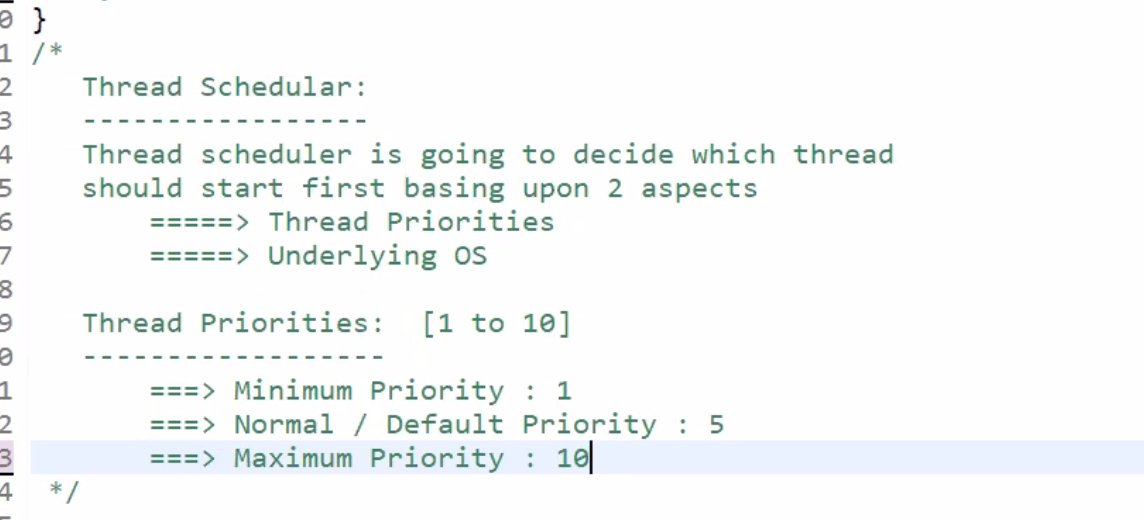 0 }
1 /*
2 Thread Schedular:
3 -----------------
4 Thread scheduler is going to decide which thread
5 should start first basing upon 2 aspects
6 =====> Thread Priorities
7 =====> Underlying OS
8
9 Thread Priorities: [1 to 10]
0 ------------------
1 ===> Minimum Priority : 1
2 ===> Normal / Default Priority : 5
3 ===> Maximum Priority : 10
4 */